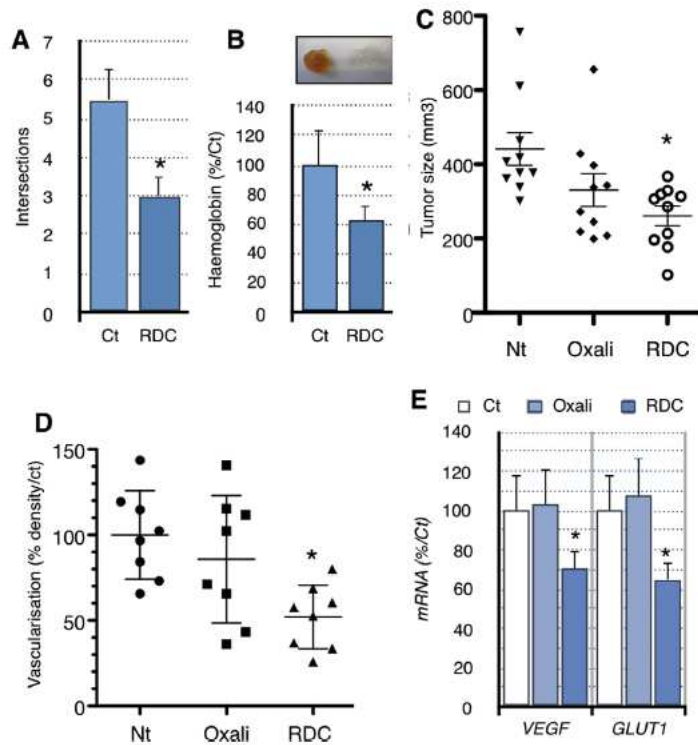 A
Intersections
7
6
5
4
3
2
1
0
*
Ct RDC
B
Haemoglobin (%/Ct)
140
120
100
80
60
40
20
0
*
Ct RDC
C
Tumor size (mm3)
800
600
400
200
0
*
Nt Oxali RDC
D
Vascularisation (% density/ct)
150
100
50
0
*
Nt Oxali RDC
E
Ct Oxali RDC
mRNA (%/Ct)
140
120
100
80
60
40
20
0
* *
VEGF GLUT1